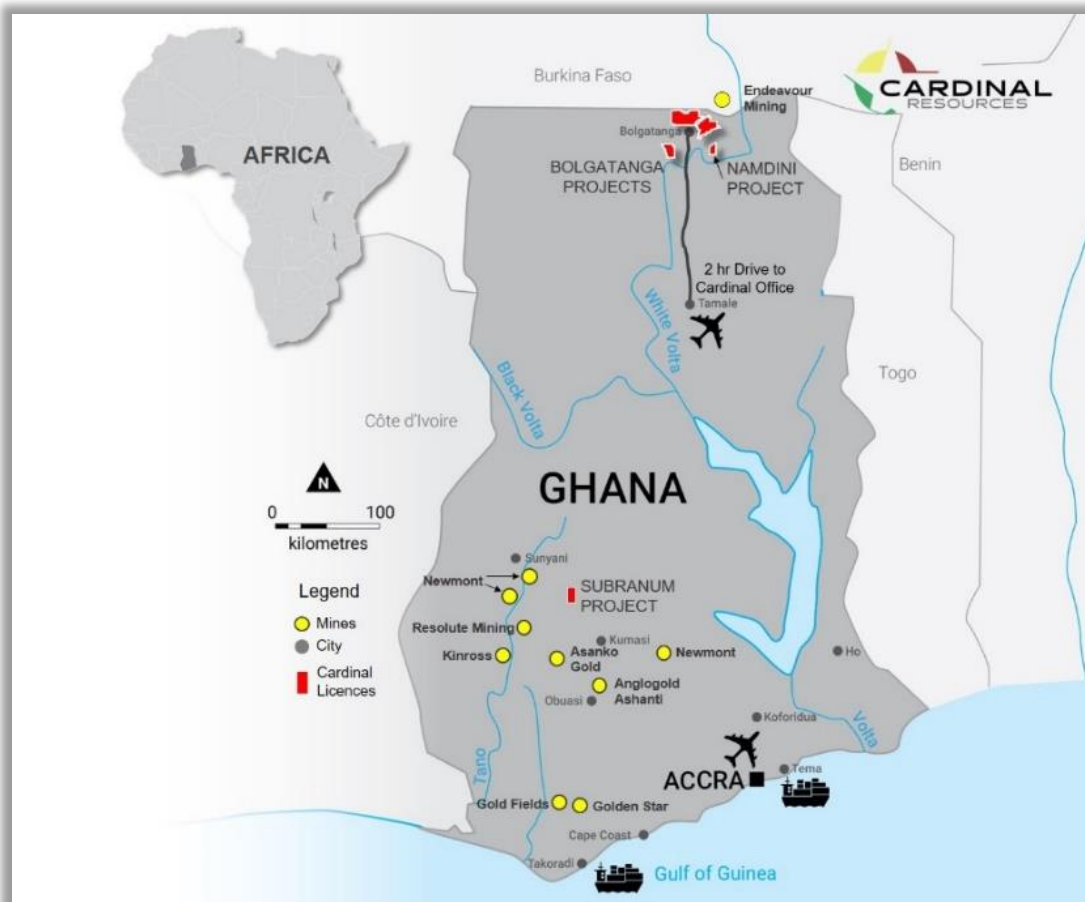 CARDINAL
RESOURCES
Burkina Faso
Endeavour
Mining
AFRICA
Bolgatanga
Benin
BOLGATANGA
PROJECTS
NAMDINI
PROJECT
2 hr Drive to
Cardinal Office
Tamale
White Volta
Black Volta
Togo
Côte d'Ivoire
GHANA
N
0 100
kilometres
Legend
Mines
City
Cardinal
Licences
Sunyani
Newmont
SUBRANUM
PROJECT
Resolute Mining
Kumasi
Kinross
Asanko
Gold
Newmont
Ho
Anglogold
Ashanti
Obuasi
Koforidua
Volta
Tano
Tema
ACCRA
Gold Fields
Golden Star
Cape Coast
Takoradi
Gulf of Guinea